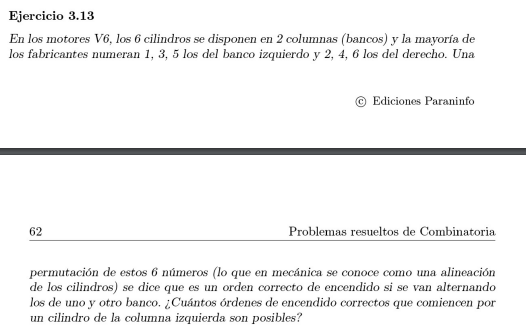 Ejercicio 3.13
En los motores V6, los 6 cilindros se disponen en 2 columnas (bancos) y la mayoría de
los fabricantes numeran 1, 3, 5 los del banco izquierdo y 2, 4, 6 los del derecho. Una
© Ediciones Paraninfo
62 Problemas resueltos de Combinatoria
permutación de estos 6 números (lo que en mecánica se conoce como una alineación
de los cilindros) se dice que es un orden correcto de encendido si se van alternando
los de uno y otro banco. ¿Cuántos órdenes de encendido correctos que comiencen por
un cilindro de la columna izquierda son posibles?